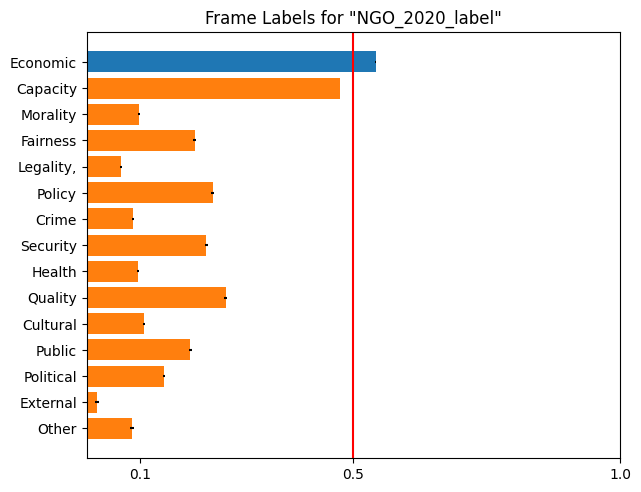 Frame Labels for "NGO_2020_label"
Economic
Capacity
Morality
Fairness
Legality,
Policy
Crime
Security
Health
Quality
Cultural
Public
Political
External
Other
0.1 0.5 1.0